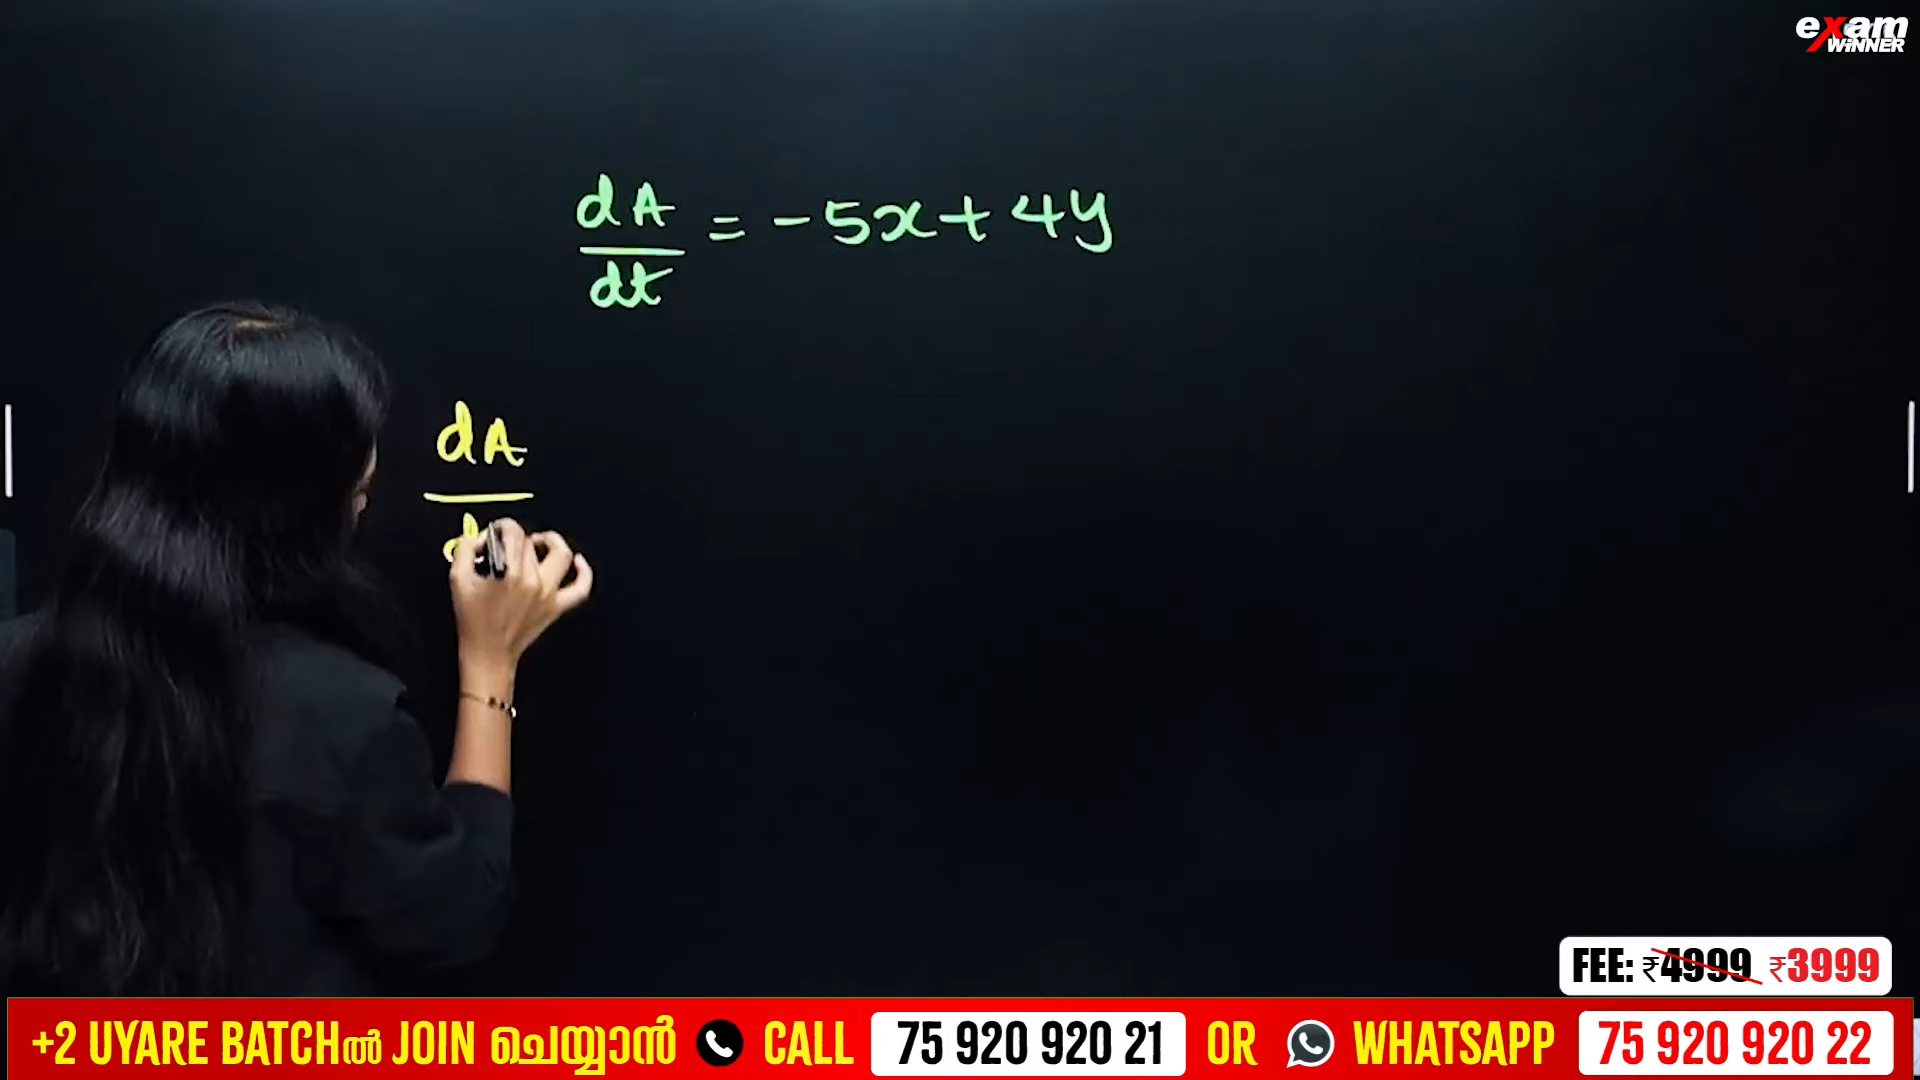 exam
WINNER
dA/dt = -5x + 4y
dA
d
FEE: ₹4999 ₹3999
+2 UYARE BATCHൽ JOIN ചെയ്യാൻ CALL 75 920 920 21 OR WHATSAPP 75 920 920 22